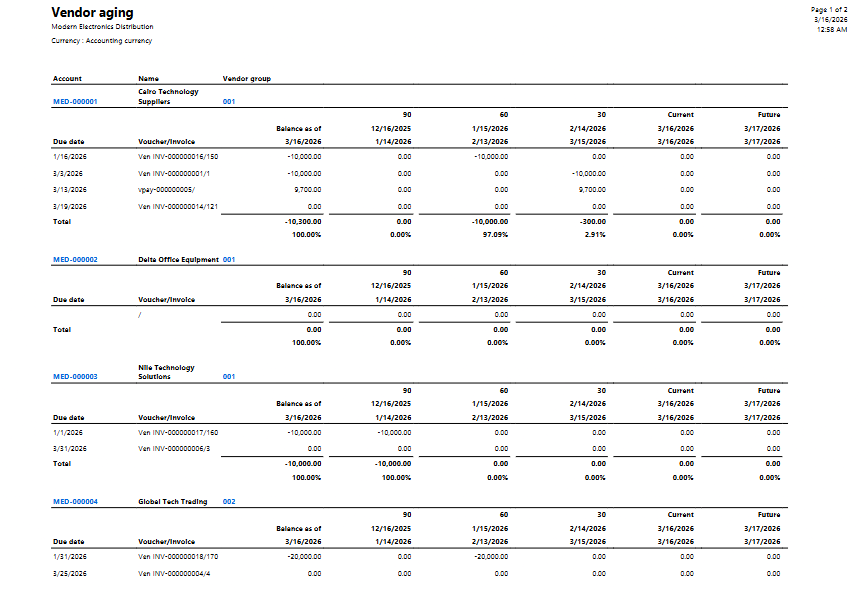 Vendor aging
Page 1 of 2
Modern Electronics Distribution
3/16/2026
Currency : Accounting currency
12:58 AM
Account Name Vendor group
MED-000001 Cairo Technology Suppliers 001
90 60 30 Current Future
Balance as of 12/16/2025 1/15/2026 2/14/2026 3/16/2026 3/17/2026
Due date Voucher/Invoice 3/16/2026 1/14/2026 2/13/2026 3/15/2026 3/16/2026 3/17/2026
1/16/2026 Ven INV-000000016/150 -10,000.00 0.00 -10,000.00 0.00 0.00 0.00
3/3/2026 Ven INV-000000001/1 -10,000.00 0.00 0.00 -10,000.00 0.00 0.00
3/13/2026 vpay-000000005/ 9,700.00 0.00 0.00 9,700.00 0.00 0.00
3/19/2026 Ven INV-000000014/121 0.00 0.00 0.00 0.00 0.00 0.00
Total -10,300.00 0.00 -10,000.00 -300.00 0.00 0.00
100.00% 0.00% 97.09% 2.91% 0.00% 0.00%
MED-000002 Delta Office Equipment 001
90 60 30 Current Future
Balance as of 12/16/2025 1/15/2026 2/14/2026 3/16/2026 3/17/2026
Due date Voucher/Invoice 3/16/2026 1/14/2026 2/13/2026 3/15/2026 3/16/2026 3/17/2026
/ 0.00 0.00 0.00 0.00 0.00 0.00
Total 0.00 0.00 0.00 0.00 0.00 0.00
100.00% 0.00% 0.00% 0.00% 0.00% 0.00%
MED-000003 Nile Technology Solutions 001
90 60 30 Current Future
Balance as of 12/16/2025 1/15/2026 2/14/2026 3/16/2026 3/17/2026
Due date Voucher/Invoice 3/16/2026 1/14/2026 2/13/2026 3/15/2026 3/16/2026 3/17/2026
1/1/2026 Ven INV-000000017/160 -10,000.00 -10,000.00 0.00 0.00 0.00 0.00
3/31/2026 Ven INV-000000006/3 0.00 0.00 0.00 0.00 0.00 0.00
Total -10,000.00 -10,000.00 0.00 0.00 0.00 0.00
100.00% 100.00% 0.00% 0.00% 0.00% 0.00%
MED-000004 Global Tech Trading 002
90 60 30 Current Future
Balance as of 12/16/2025 1/15/2026 2/14/2026 3/16/2026 3/17/2026
Due date Voucher/Invoice 3/16/2026 1/14/2026 2/13/2026 3/15/2026 3/16/2026 3/17/2026
1/31/2026 Ven INV-000000018/170 -20,000.00 0.00 -20,000.00 0.00 0.00 0.00
3/25/2026 Ven INV-000000004/4 0.00 0.00 0.00 0.00 0.00 0.00